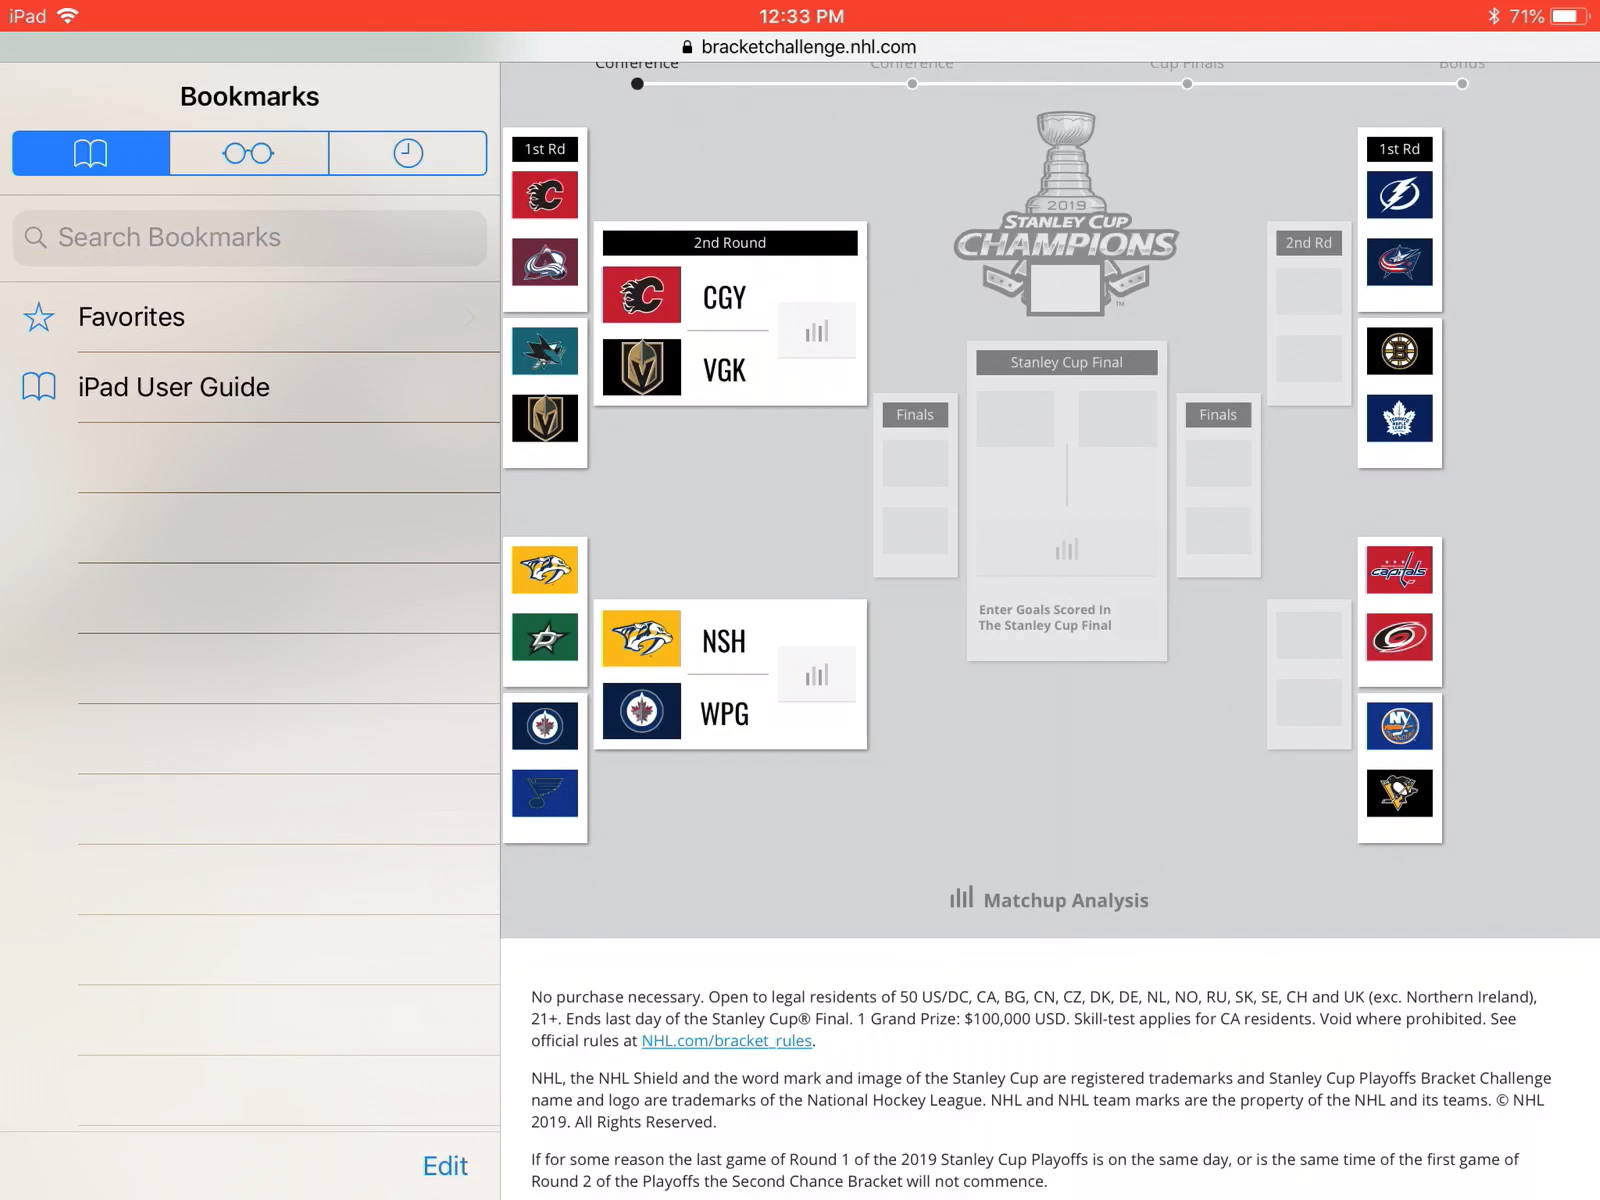 iPad
12:33 PM
71%
bracketchallenge.nhl.com
Bookmarks
Search Bookmarks
Favorites
iPad User Guide
Edit
Conference
Conference
Cup Finals
Bonus
1st Rd
2nd Round
CGY
VGK
NSH
WPG
Finals
2019
STANLEY CUP
CHAMPIONS
TM
Stanley Cup Final
Enter Goals Scored In
The Stanley Cup Final
Finals
2nd Rd
1st Rd
capitals
NY
Matchup Analysis
No purchase necessary. Open to legal residents of 50 US/DC, CA, BG, CN, CZ, DK, DE, NL, NO, RU, SK, SE, CH and UK (exc. Northern Ireland),
21+. Ends last day of the Stanley Cup® Final. 1 Grand Prize: $100,000 USD. Skill-test applies for CA residents. Void where prohibited. See
official rules at NHL.com/bracket_rules.
NHL, the NHL Shield and the word mark and image of the Stanley Cup are registered trademarks and Stanley Cup Playoffs Bracket Challenge
name and logo are trademarks of the National Hockey League. NHL and NHL team marks are the property of the NHL and its teams. © NHL
2019. All Rights Reserved.
If for some reason the last game of Round 1 of the 2019 Stanley Cup Playoffs is on the same day, or is the same time of the first game of
Round 2 of the Playoffs the Second Chance Bracket will not commence.